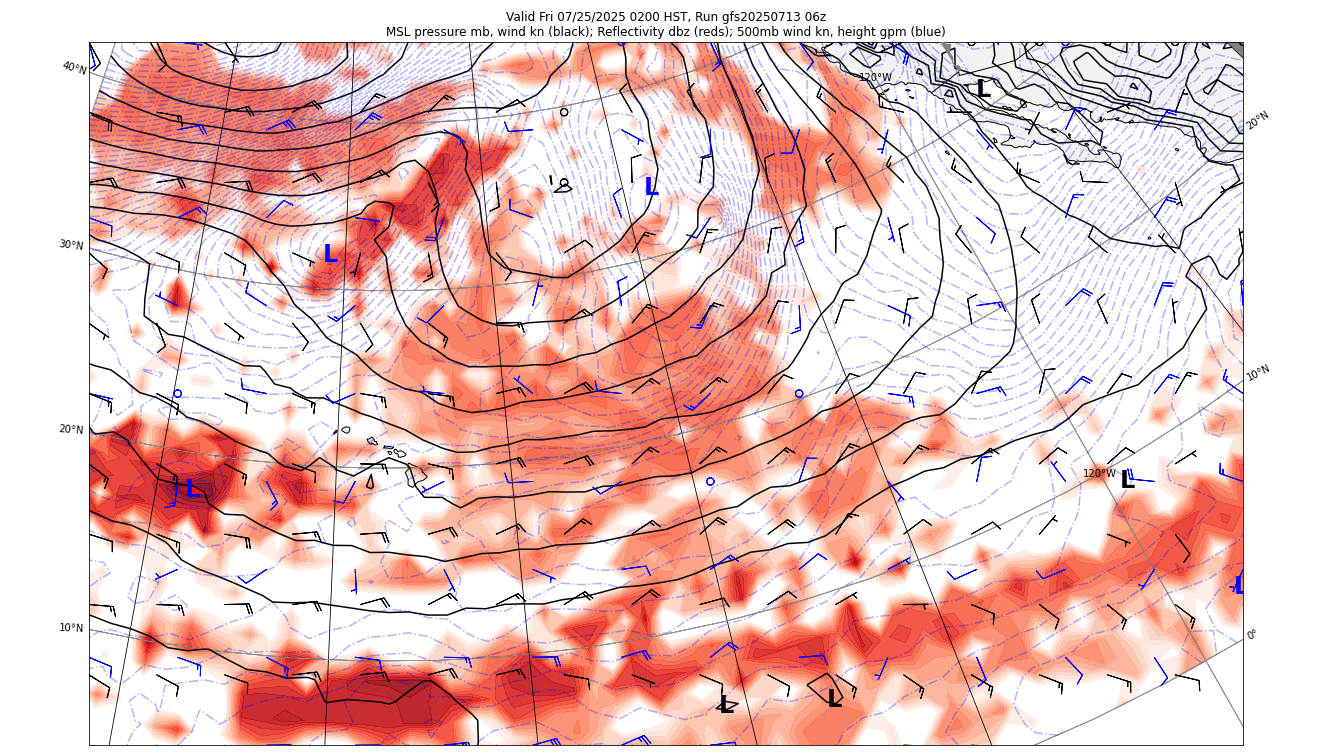 Valid Fri 07/25/2025 0200 HST, Run gfs20250713 06z
MSL pressure mb, wind kn (black); Reflectivity dbz (reds); 500mb wind kn, height gpm (blue)
40°N
120°W
L
20°N
L
30°N
L
10°N
20°N
120°W
L
L
L
10°N
0°
L
L